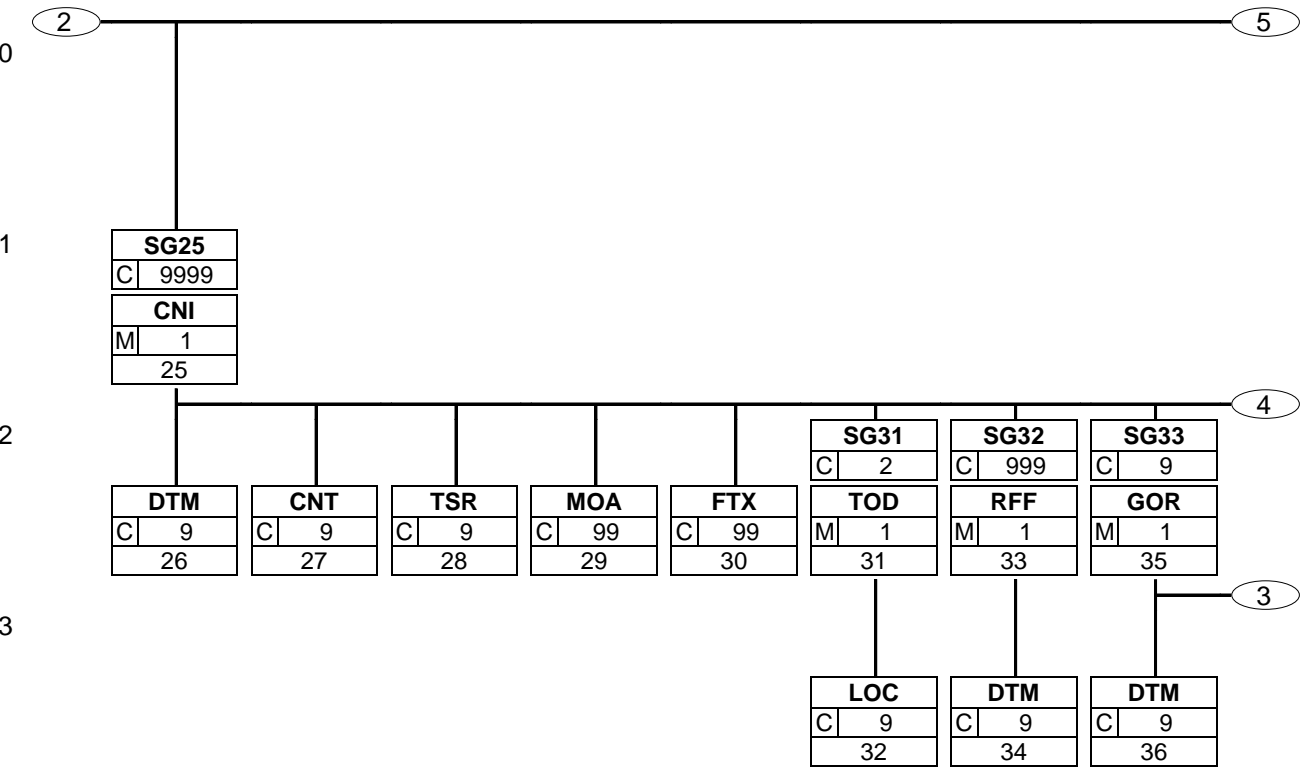 2 5
0
1
SG25
C 9999
CNI
M 1
25
4
2
SG31 SG32 SG33
C 2 C 999 C 9
DTM CNT TSR MOA FTX TOD RFF GOR
C 9 C 9 C 9 C 99 C 99 M 1 M 1 M 1
26 27 28 29 30 31 33 35
3
3
LOC DTM DTM
C 9 C 9 C 9
32 34 36